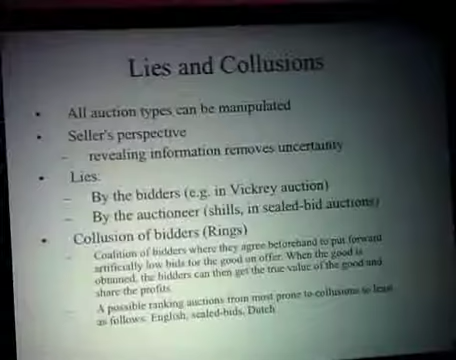 Lies and Collusions
• All auction types can be manipulated
• Seller's perspective
– revealing information removes uncertainty
• Lies:
– By the bidders (e.g. in Vickrey auction)
– By the auctioneer (shills, in sealed-bid auctions)
• Collusion of bidders (Rings)
– Coalition of bidders where they agree beforehand to put forward
artificially low bids for the good on offer. When the good is
obtained, the bidders can then get the true value of the good and
share the profits.
– A possible ranking auctions from most prone to collusions to least
as follows: English, sealed-bids, Dutch